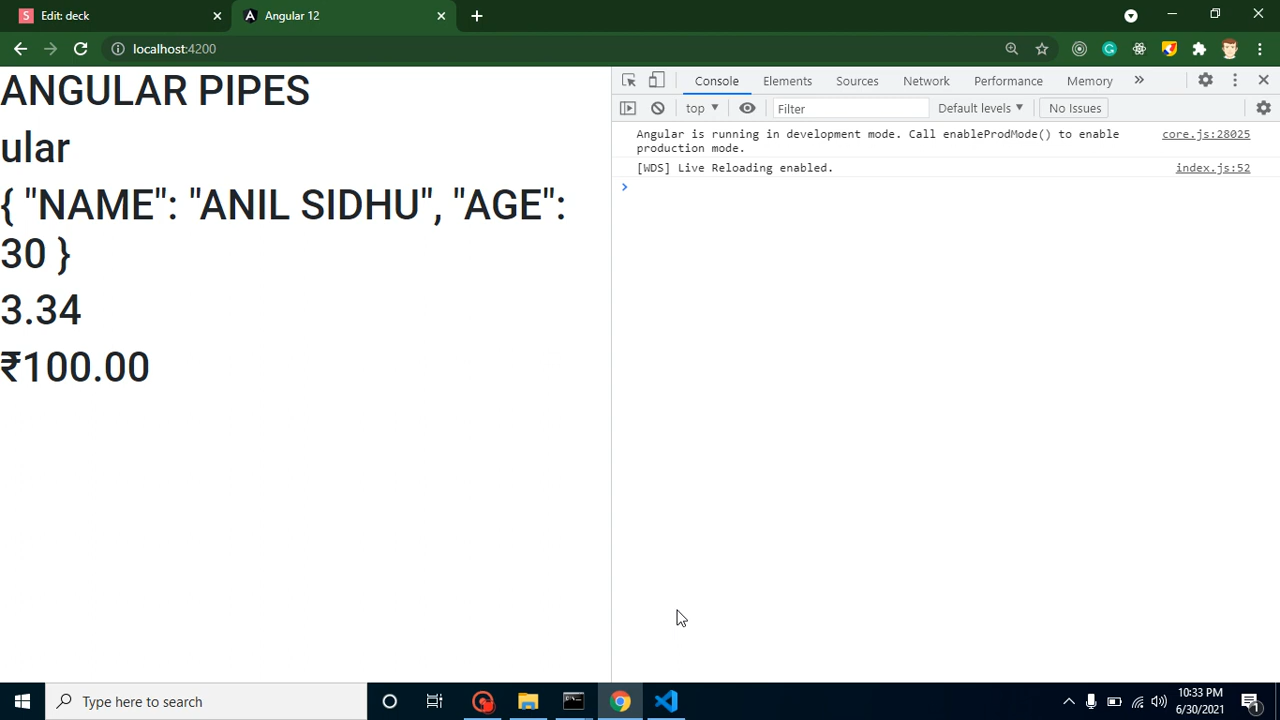 Edit: deck
Angular 12
localhost:4200
ANGULAR PIPES
ular
{ "NAME": "ANIL SIDHU", "AGE":
30 }
3.34
₹100.00
Console Elements Sources Network Performance Memory »
top Filter Default levels No Issues
Angular is running in development mode. Call enableProdMode() to enable core.js:28025
production mode.
[WDS] Live Reloading enabled. index.js:52
Type here to search
10:33 PM
6/30/2021
1